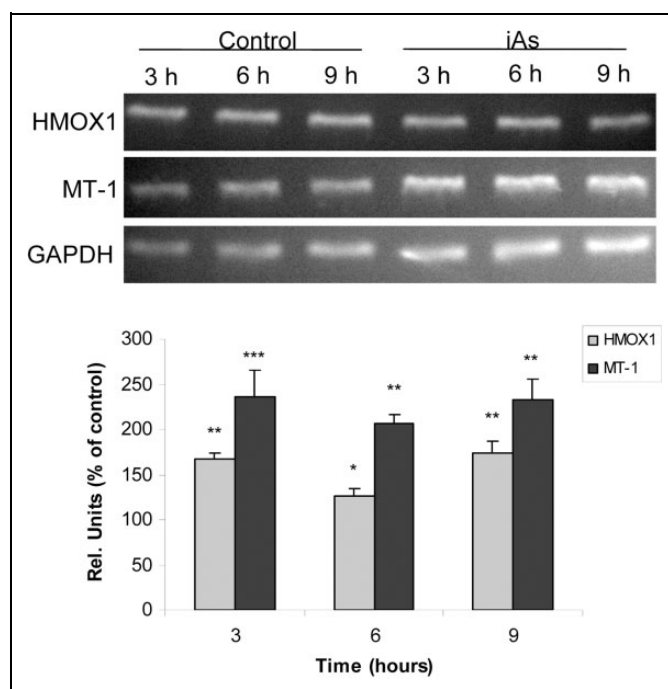 Control iAs
3 h 6 h 9 h 3 h 6 h 9 h
HMOX1
MT-1
GAPDH
300
250
200
150
100
50
0
Rel. Units (% of control)
** ***
* **
** **
HMOX1
MT-1
3 6 9
Time (hours)